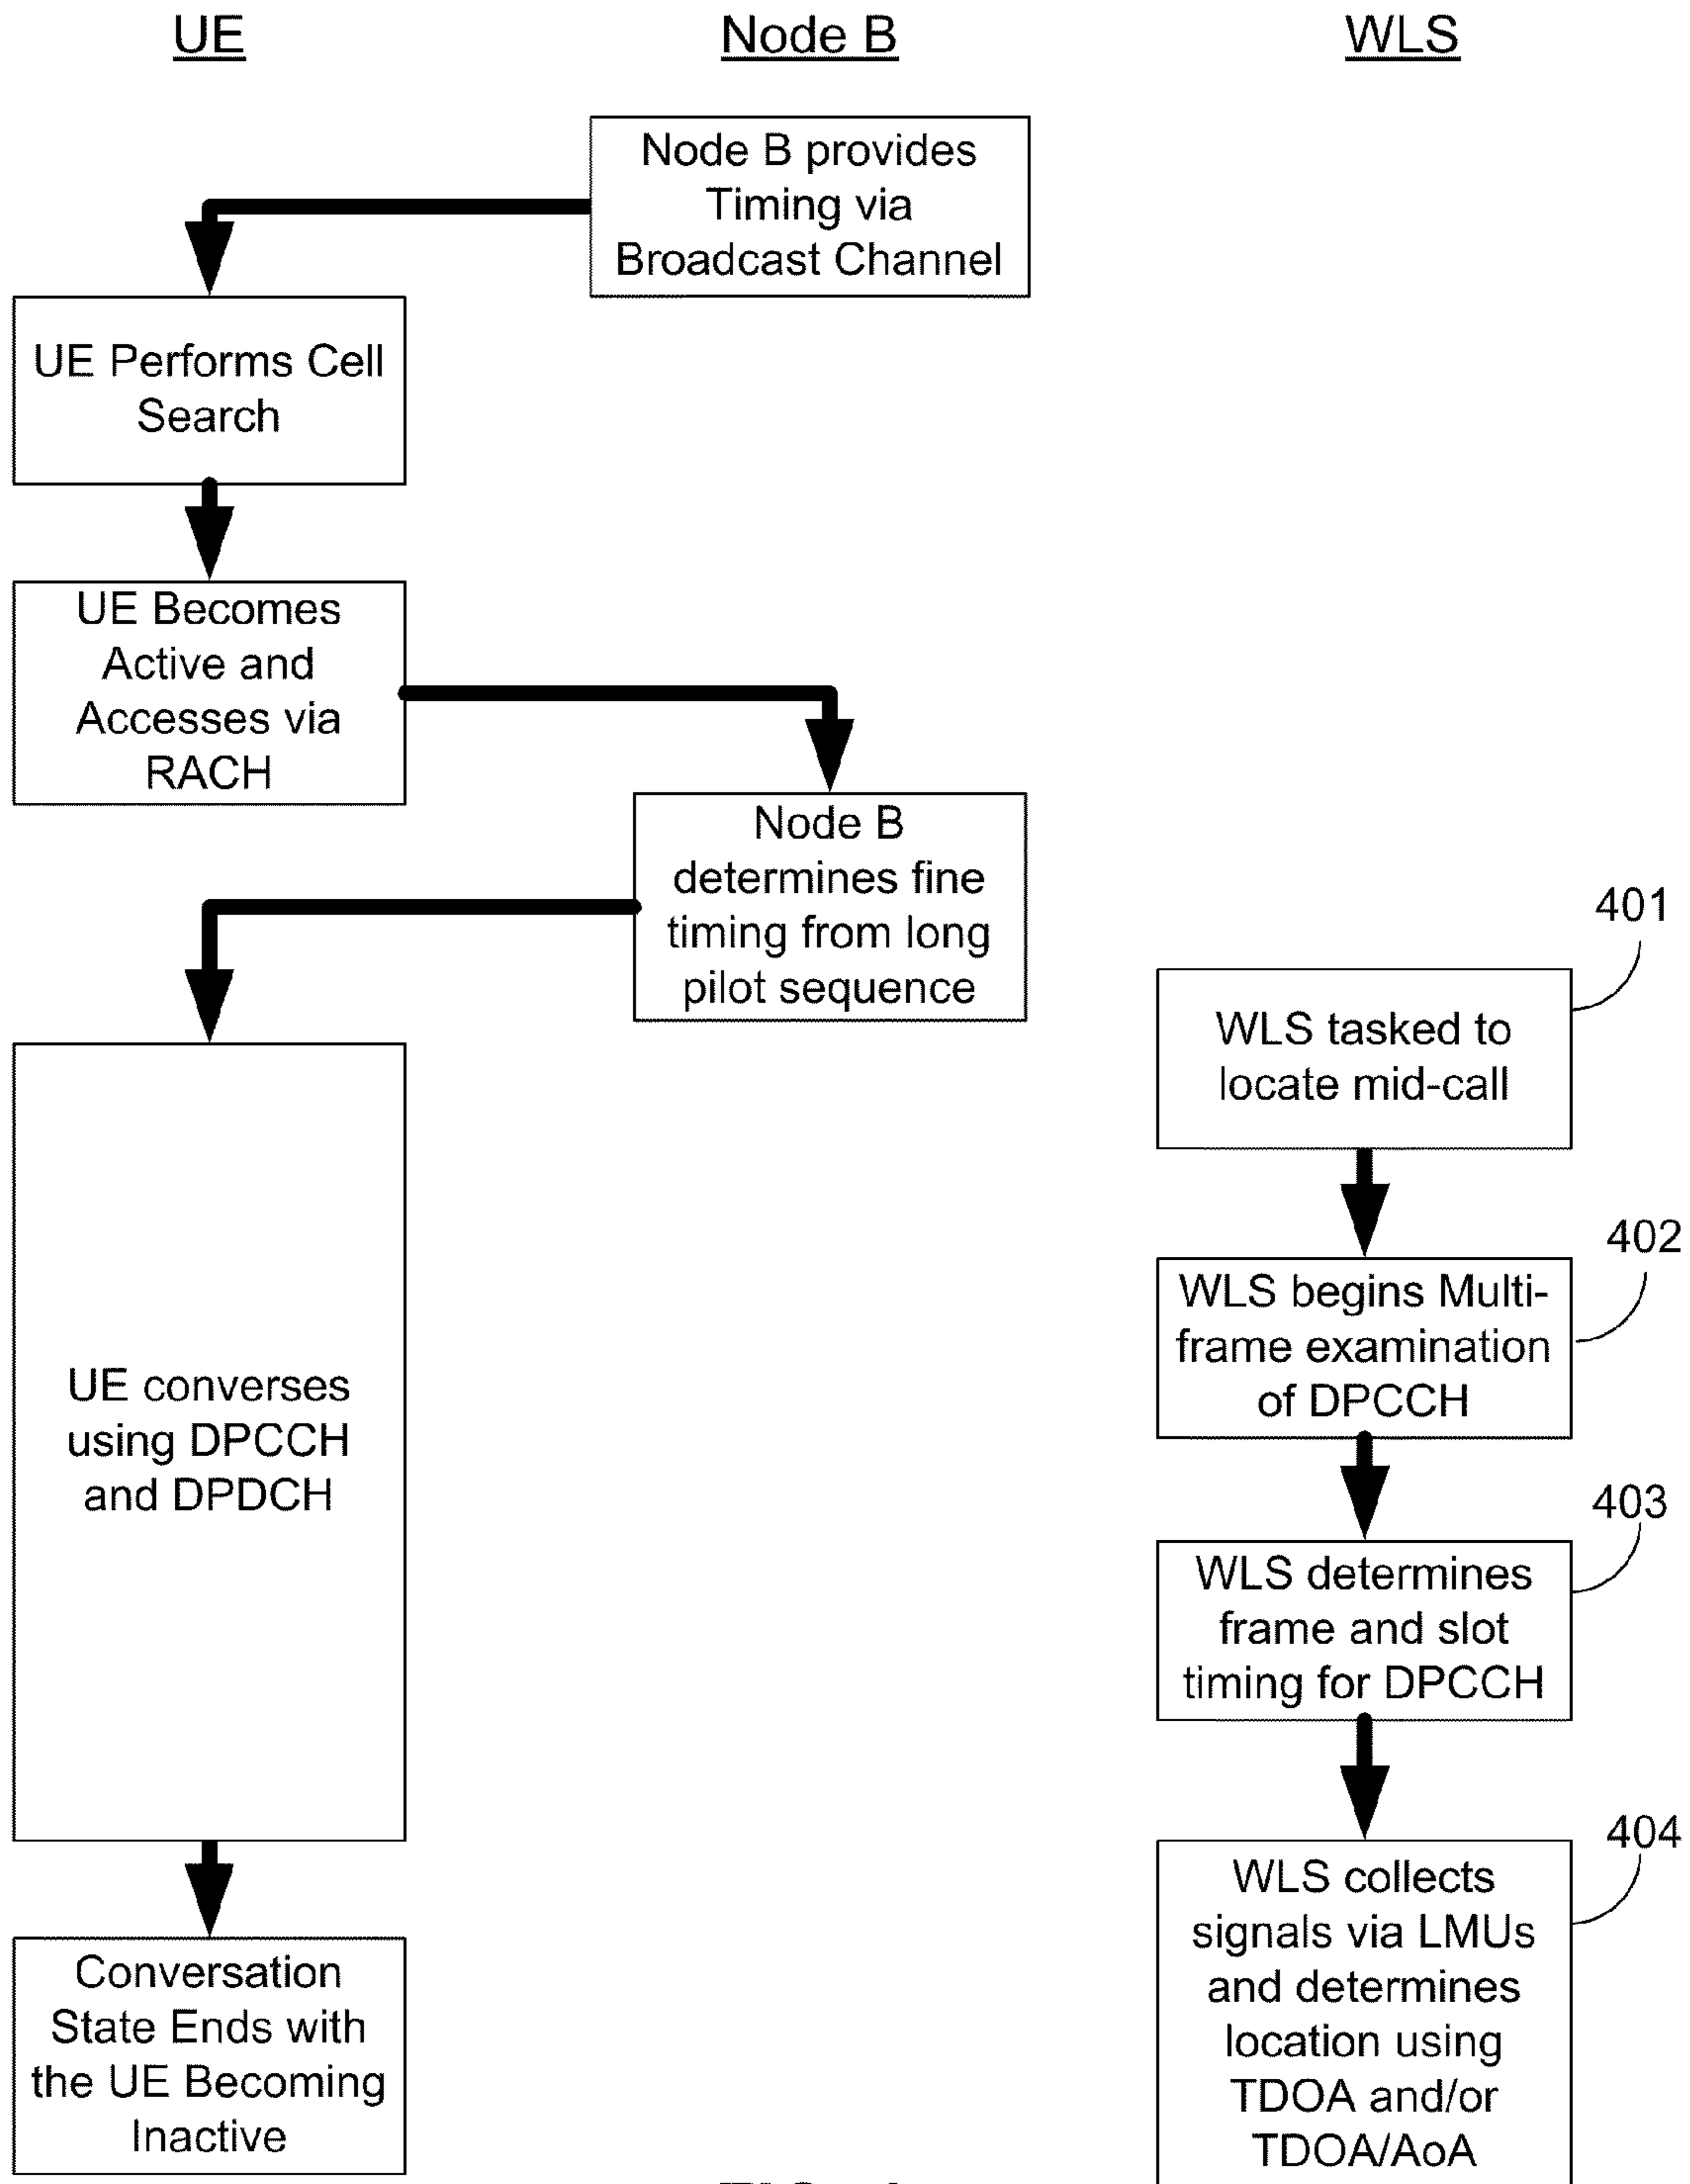 UE
Node B
WLS
Node B provides
Timing via
Broadcast Channel
UE Performs Cell
Search
UE Becomes
Active and
Accesses via
RACH
Node B
determines fine
timing from long
pilot sequence
401
WLS tasked to
locate mid-call
402
WLS begins Multi-
frame examination
of DPCCH
UE converses
using DPCCH
and DPDCH
403
WLS determines
frame and slot
timing for DPCCH
404
WLS collects
signals via LMUs
and determines
location using
TDOA and/or
TDOA/AoA
Conversation
State Ends with
the UE Becoming
Inactive